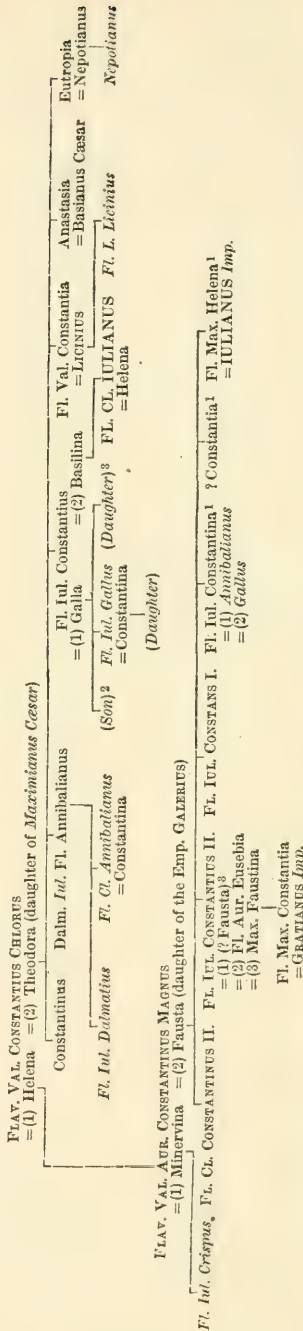 FLAV. VAL. CONSTANTIUS CHLORUS
=(1) Helena =(2) Theodora (daughter of Maximianus Cæsar)
Constantinus Dalm. Iul. Fl. Annibalianus Fl. Iul. Constantius Fl. Val. Constantia Anastasia Eutropia
=(1) Galla =(2) Basilina =LICINIUS =Basianus Cæsar =Nepotianus
Fl. Iul. Dalmatius Fl. Cl. Annibalianus (Son)² Fl. Iul. Gallus (Daughter)³ FL. CL. IULIANUS Fl. L. Licinius Nepotianus
=Constantina =Constantina =Helena
(Daughter)
FLAV. VAL. AUR. CONSTANTINUS MAGNUS
=(1) Minervina =(2) Fausta (daughter of the Emp. GALERIUS)
Fl. Iul. Crispus. FL. CL. CONSTANTINUS II. FL. IUL. CONSTANTIUS II. FL. IUL. CONSTANS I. Fl. Iul. Constantina¹ ? Constantia¹ Fl. Max. Helena¹
=(1) (? Fausta)³ =(1) Annibalianus =IULIANUS Imp.
=(2) Fl. Aur. Eusebia =(2) Gallus
=(3) Max. Faustina
Fl. Max. Constantia
=GRATIANUS Imp.